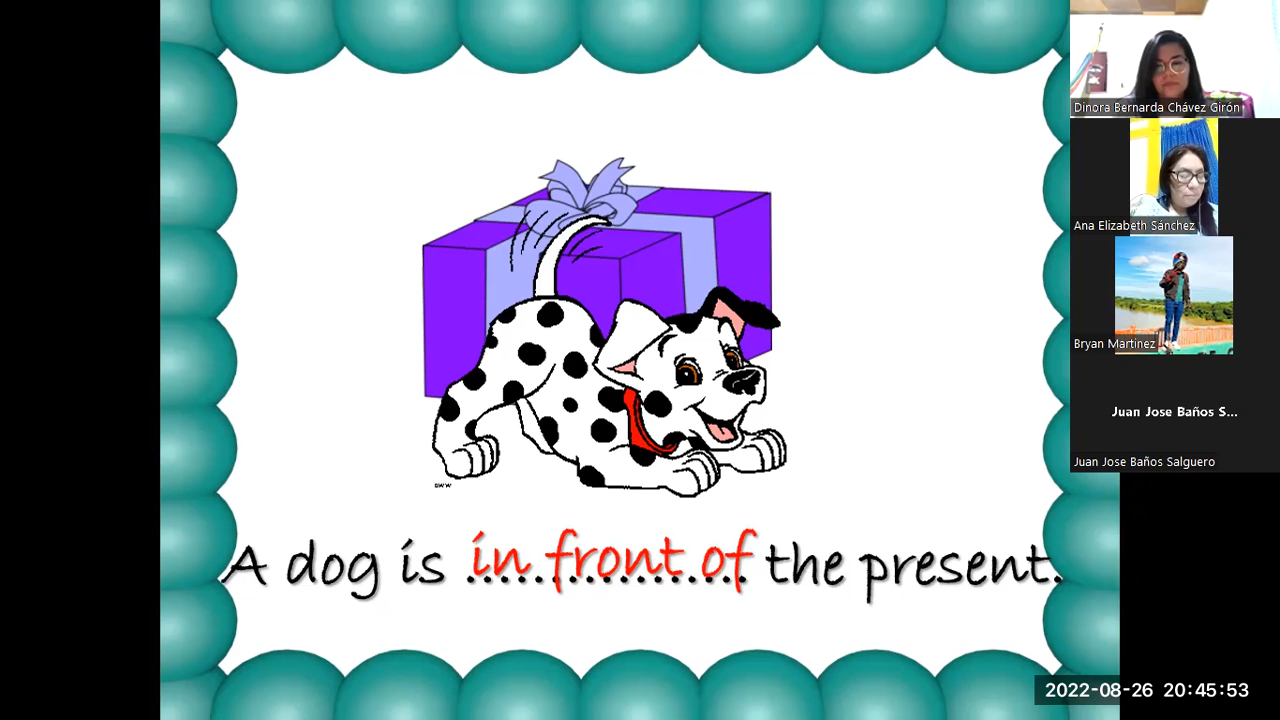 Dinora Bernarda Chávez Girón
Ana Elizabeth Sánchez
Bryan Martinez
Juan Jose Baños S...
Juan Jose Baños Salguero
A dog is in front of the present.
2022-08-26 20:45:53